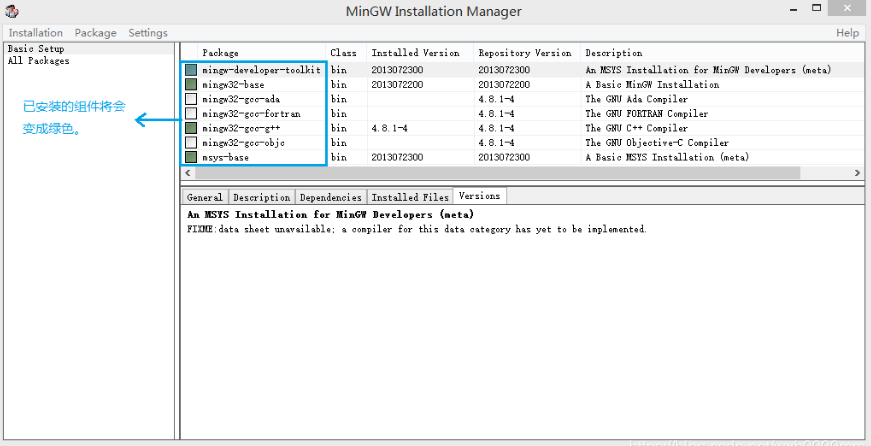 MinGW Installation Manager
Installation Package Settings Help
Basic Setup
All Packages
Package Class Installed Version Repository Version Description
mingw-developer-toolkit bin 2013072300 2013072300 An MSYS Installation for MinGW Developers (meta)
mingw32-base bin 2013072200 2013072200 A Basic MinGW Installation
mingw32-gcc-ada bin 4.8.1-4 The GNU Ada Compiler
mingw32-gcc-fortran bin 4.8.1-4 The GNU FORTRAN Compiler
mingw32-gcc-g++ bin 4.8.1-4 4.8.1-4 The GNU C++ Compiler
mingw32-gcc-objc bin 4.8.1-4 The GNU Objective-C Compiler
msys-base bin 2013072300 2013072300 A Basic MSYS Installation (meta)
已安装的组件将会
变成绿色。
General Description Dependencies Installed Files Versions
An MSYS Installation for MinGW Developers (meta)
FIXME:data sheet unavailable; a compiler for this data category has yet to be implemented.